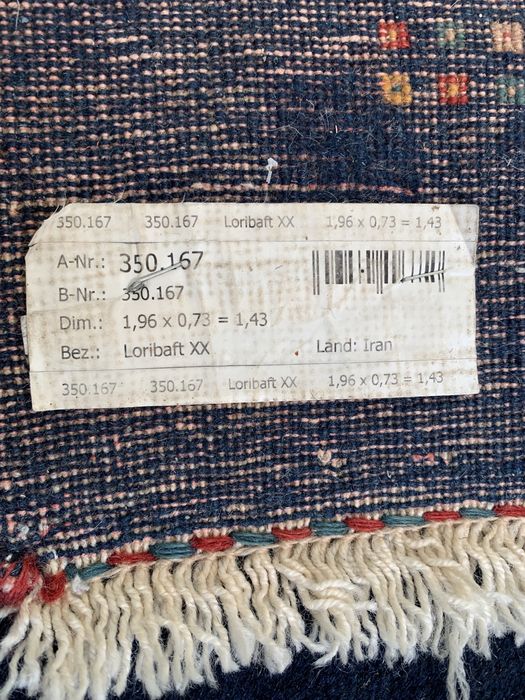 350.167 350.167 Loribaft XX 1,96 x 0,73 = 1,43
A-Nr.: 350.167
B-Nr.: 350.167
Dim.: 1,96 x 0,73 = 1,43
Bez.: Loribaft XX Land: Iran
350.167 350.167 Loribaft XX 1,96 x 0,73 = 1,43